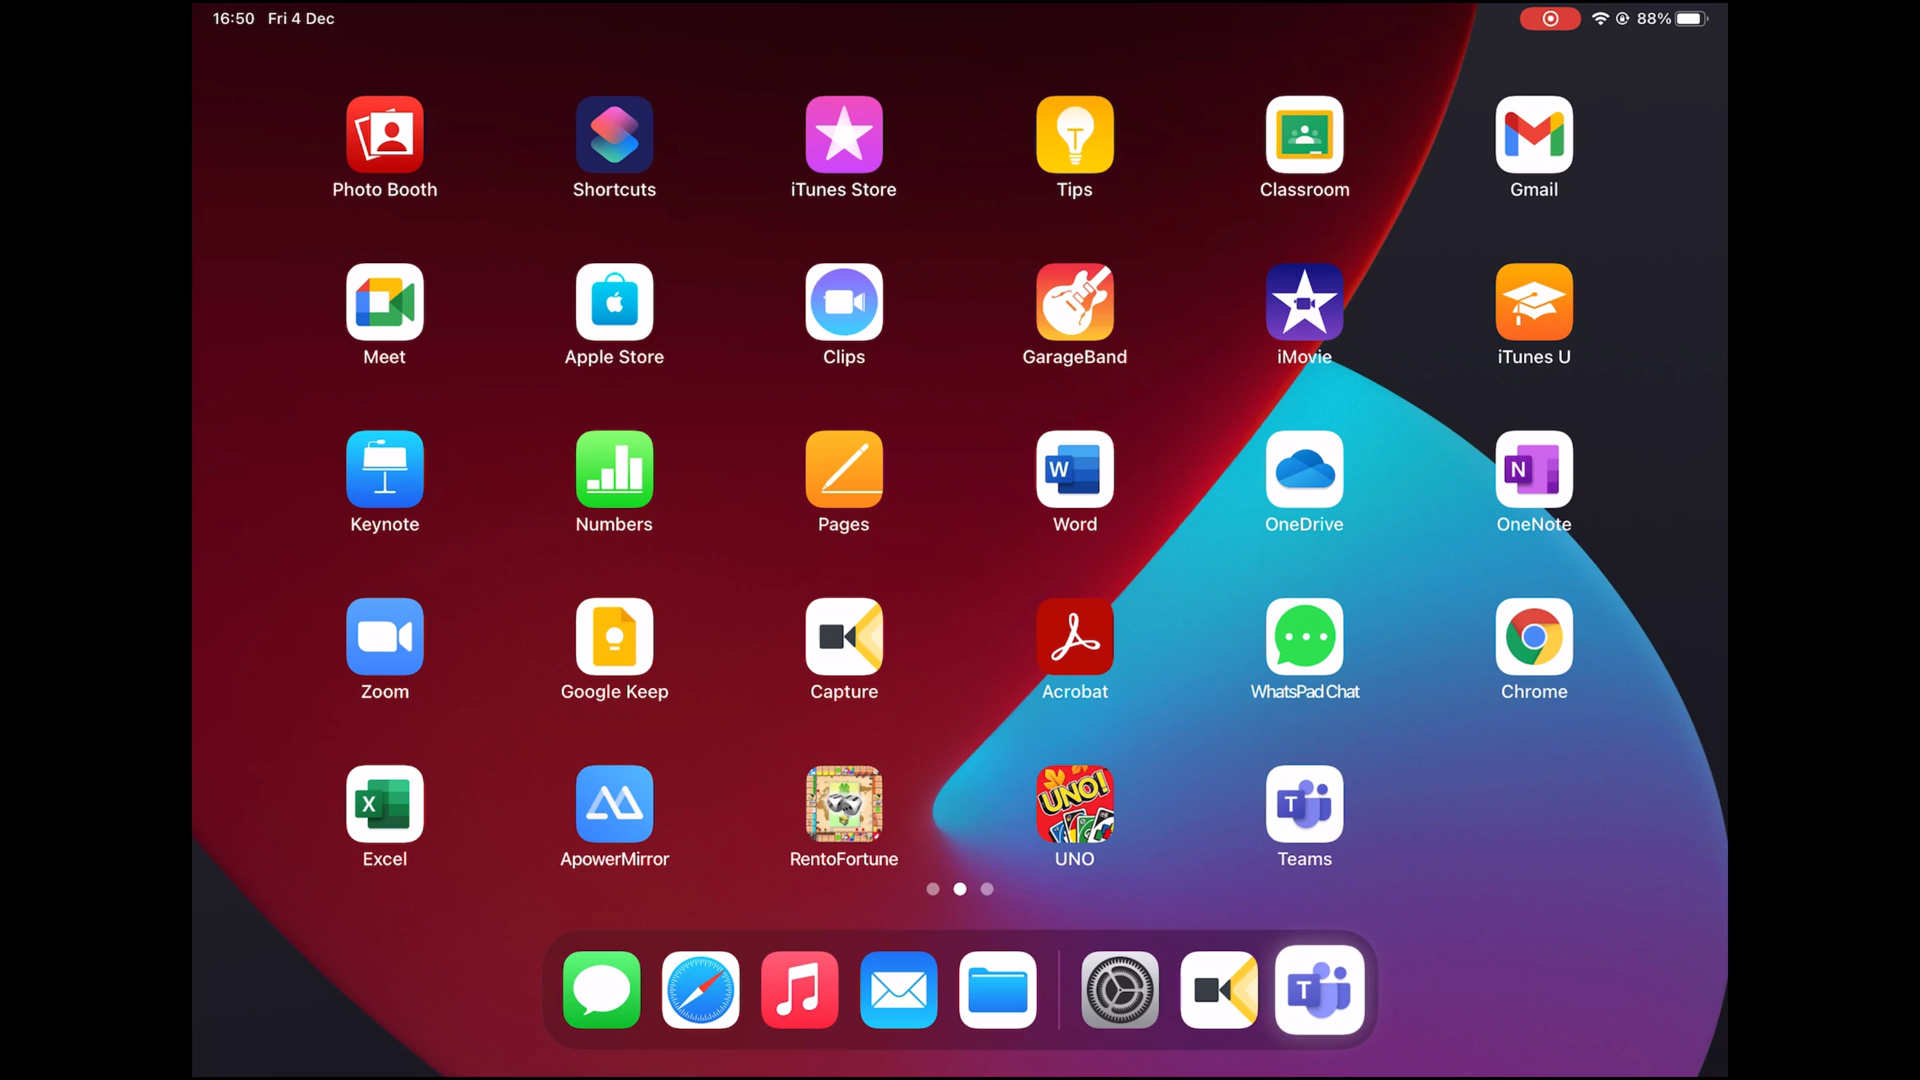 16:50 Fri 4 Dec 88%
Photo Booth Shortcuts iTunes Store Tips Classroom Gmail
Meet Apple Store Clips GarageBand iMovie iTunes U
W N
Keynote Numbers Pages Word OneDrive OneNote
Zoom Google Keep Capture Acrobat WhatsPad Chat Chrome
X UNO! T
Excel ApowerMirror RentoFortune UNO Teams
T